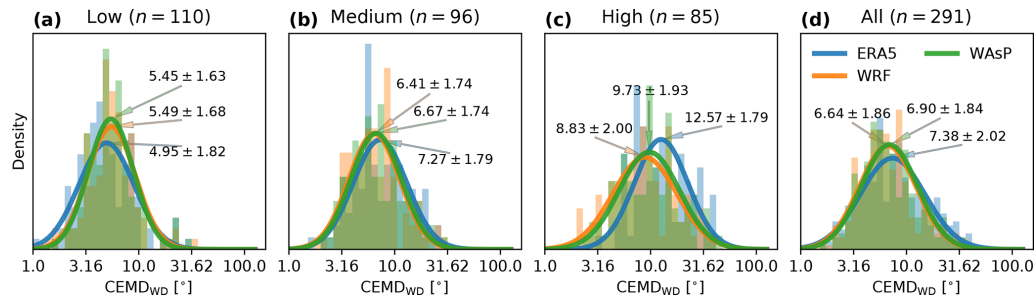 (a) Low (n = 110)
Density
5.45 ± 1.63
5.49 ± 1.68
4.95 ± 1.82
1.0 3.16 10.0 31.62 100.0
CEMD_WD [°]
(b) Medium (n = 96)
6.41 ± 1.74
6.67 ± 1.74
7.27 ± 1.79
1.0 3.16 10.0 31.62 100.0
CEMD_WD [°]
(c) High (n = 85)
9.73 ± 1.93
12.57 ± 1.79
8.83 ± 2.00
1.0 3.16 10.0 31.62 100.0
CEMD_WD [°]
(d) All (n = 291)
ERA5 WAsP
WRF
6.64 ± 1.86 6.90 ± 1.84
7.38 ± 2.02
1.0 3.16 10.0 31.62 100.0
CEMD_WD [°]